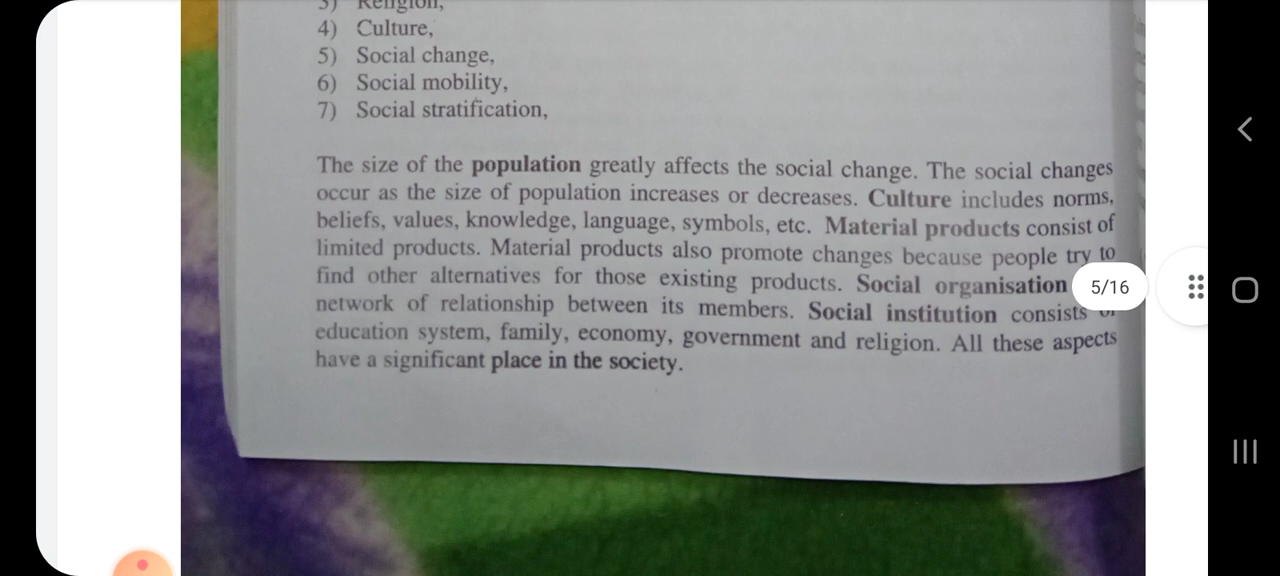 3) Religion,
4) Culture,
5) Social change,
6) Social mobility,
7) Social stratification,
The size of the population greatly affects the social change. The social changes
occur as the size of population increases or decreases. Culture includes norms,
beliefs, values, knowledge, language, symbols, etc. Material products consist of
limited products. Material products also promote changes because people try to
find other alternatives for those existing products. Social organisation
5/16
network of relationship between its members. Social institution consists of
education system, family, economy, government and religion. All these aspects
have a significant place in the society.